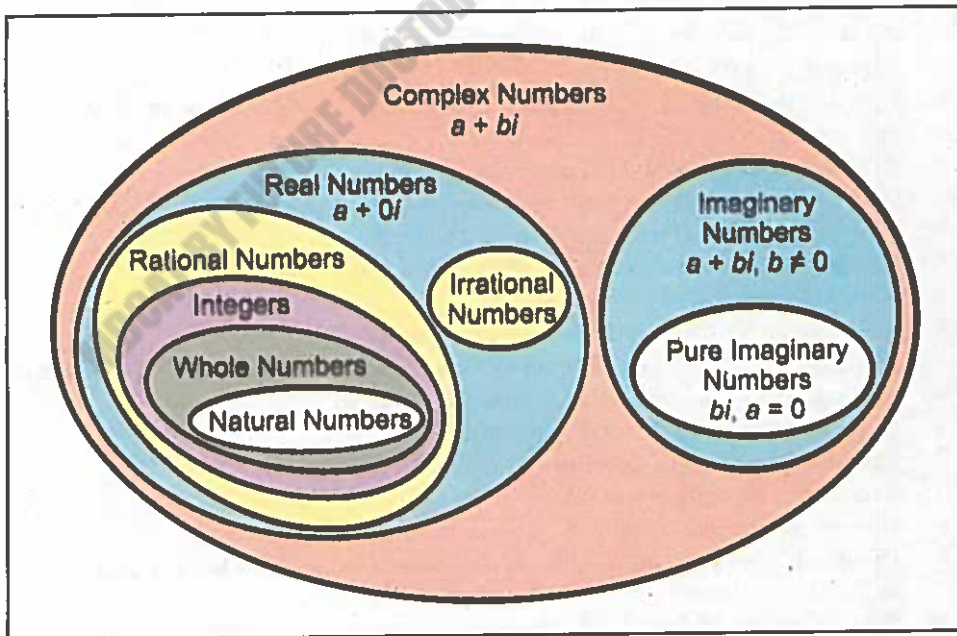 Complex Numbers
a + bi
Real Numbers
a + 0i
Imaginary
Numbers
a + bi, b ≠ 0
Rational Numbers
Irrational
Numbers
Integers
Whole Numbers
Natural Numbers
Pure Imaginary
Numbers
bi, a = 0